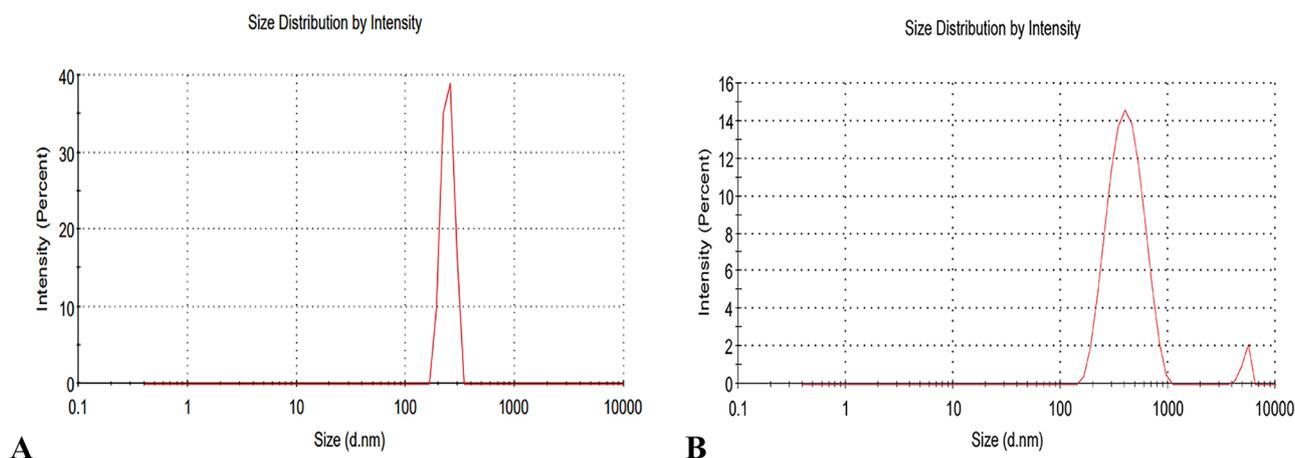 Size Distribution by Intensity
40
30
20
10
0
Intensity (Percent)
0.1 1 10 100 1000 10000
Size (d.nm)
A
Size Distribution by Intensity
16
14
12
10
8
6
4
2
0
Intensity (Percent)
0.1 1 10 100 1000 10000
Size (d.nm)
B